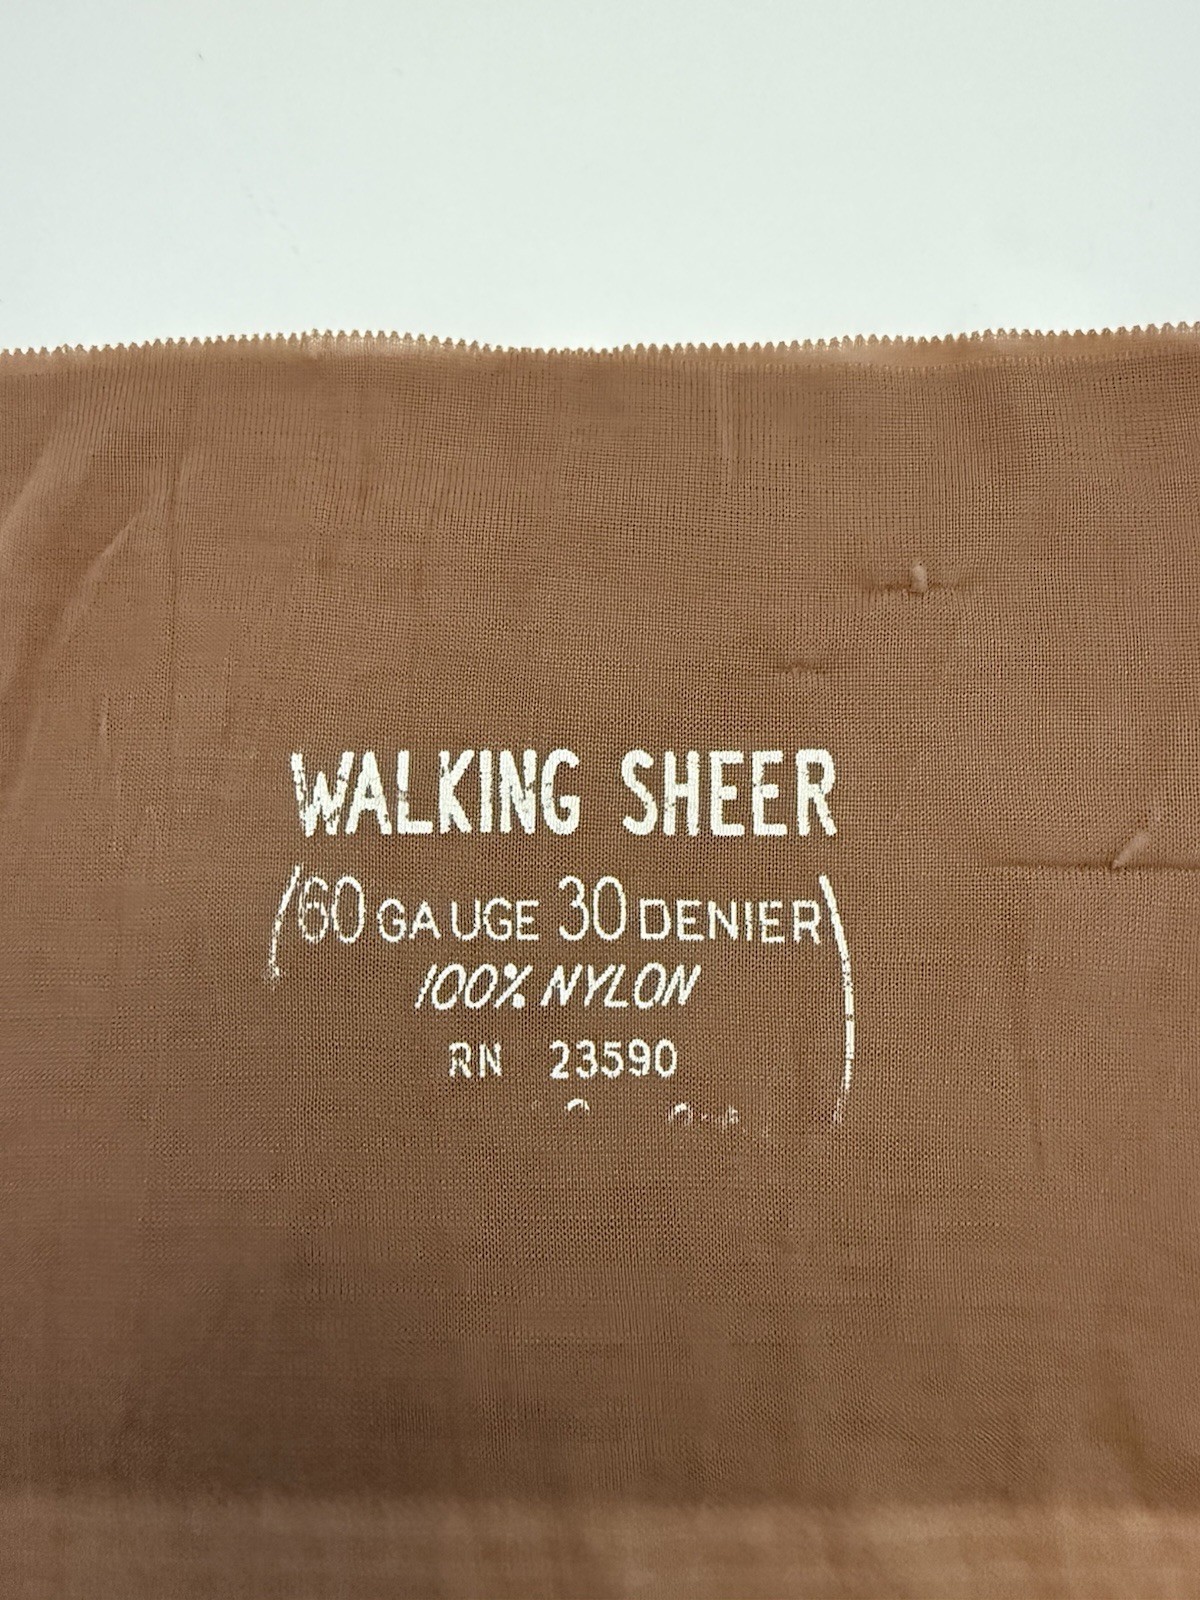 WALKING SHEER
(60 GAUGE 30 DENIER)
100% NYLON
RN 23590